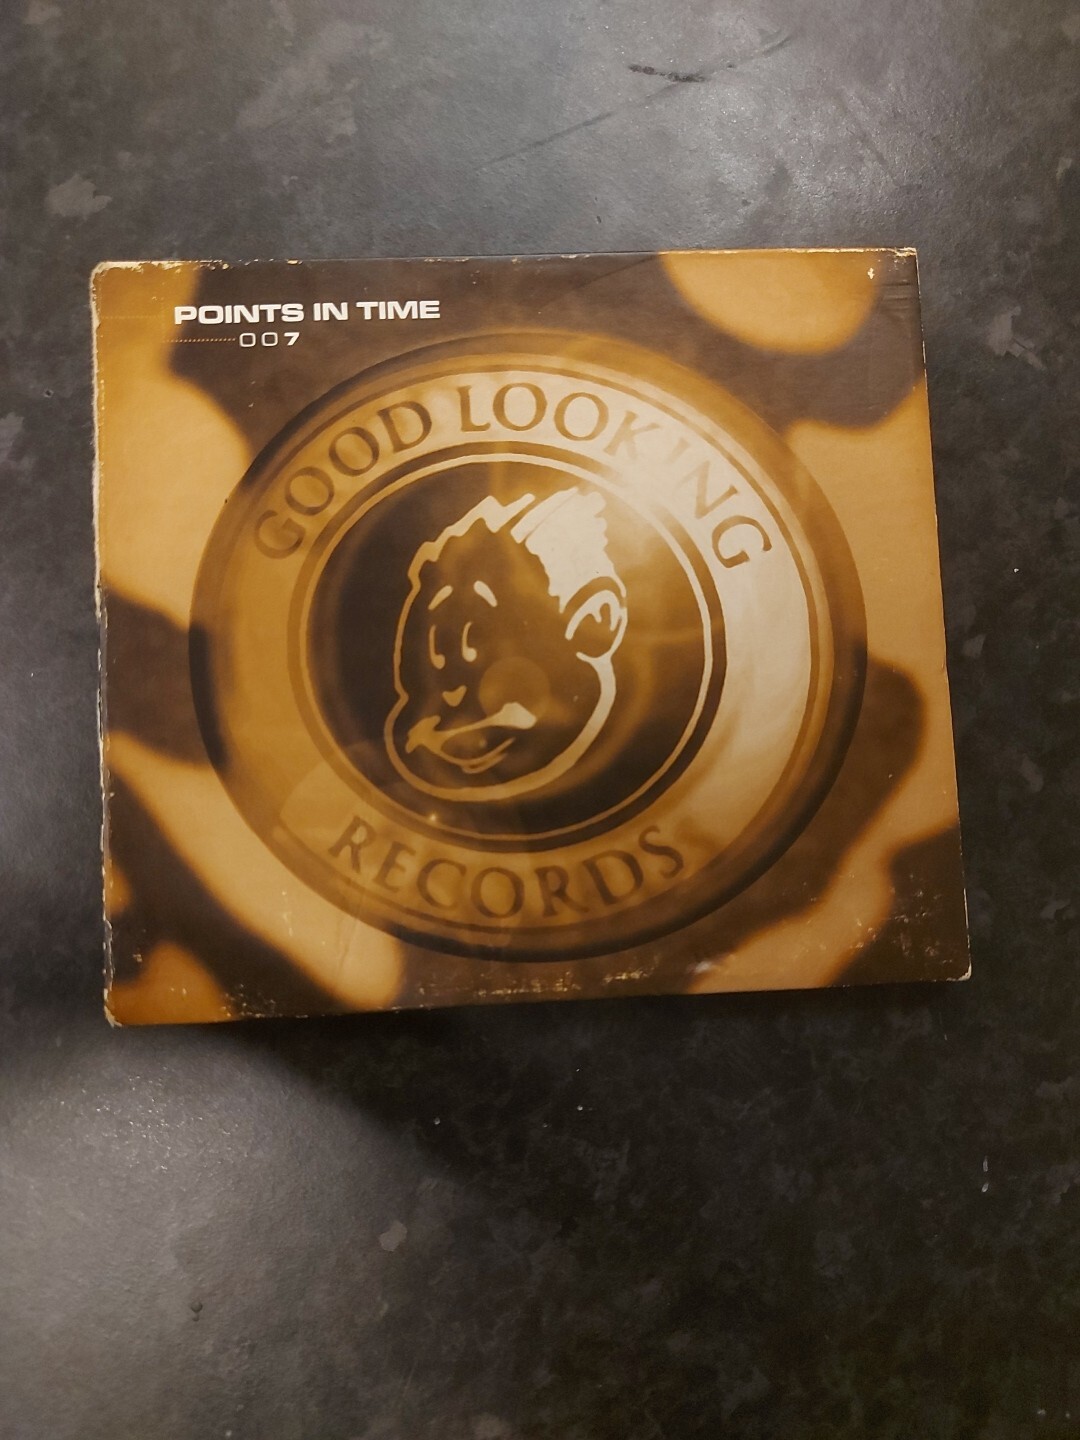 POINTS IN TIME
007
GOOD LOOKING
RECORDS